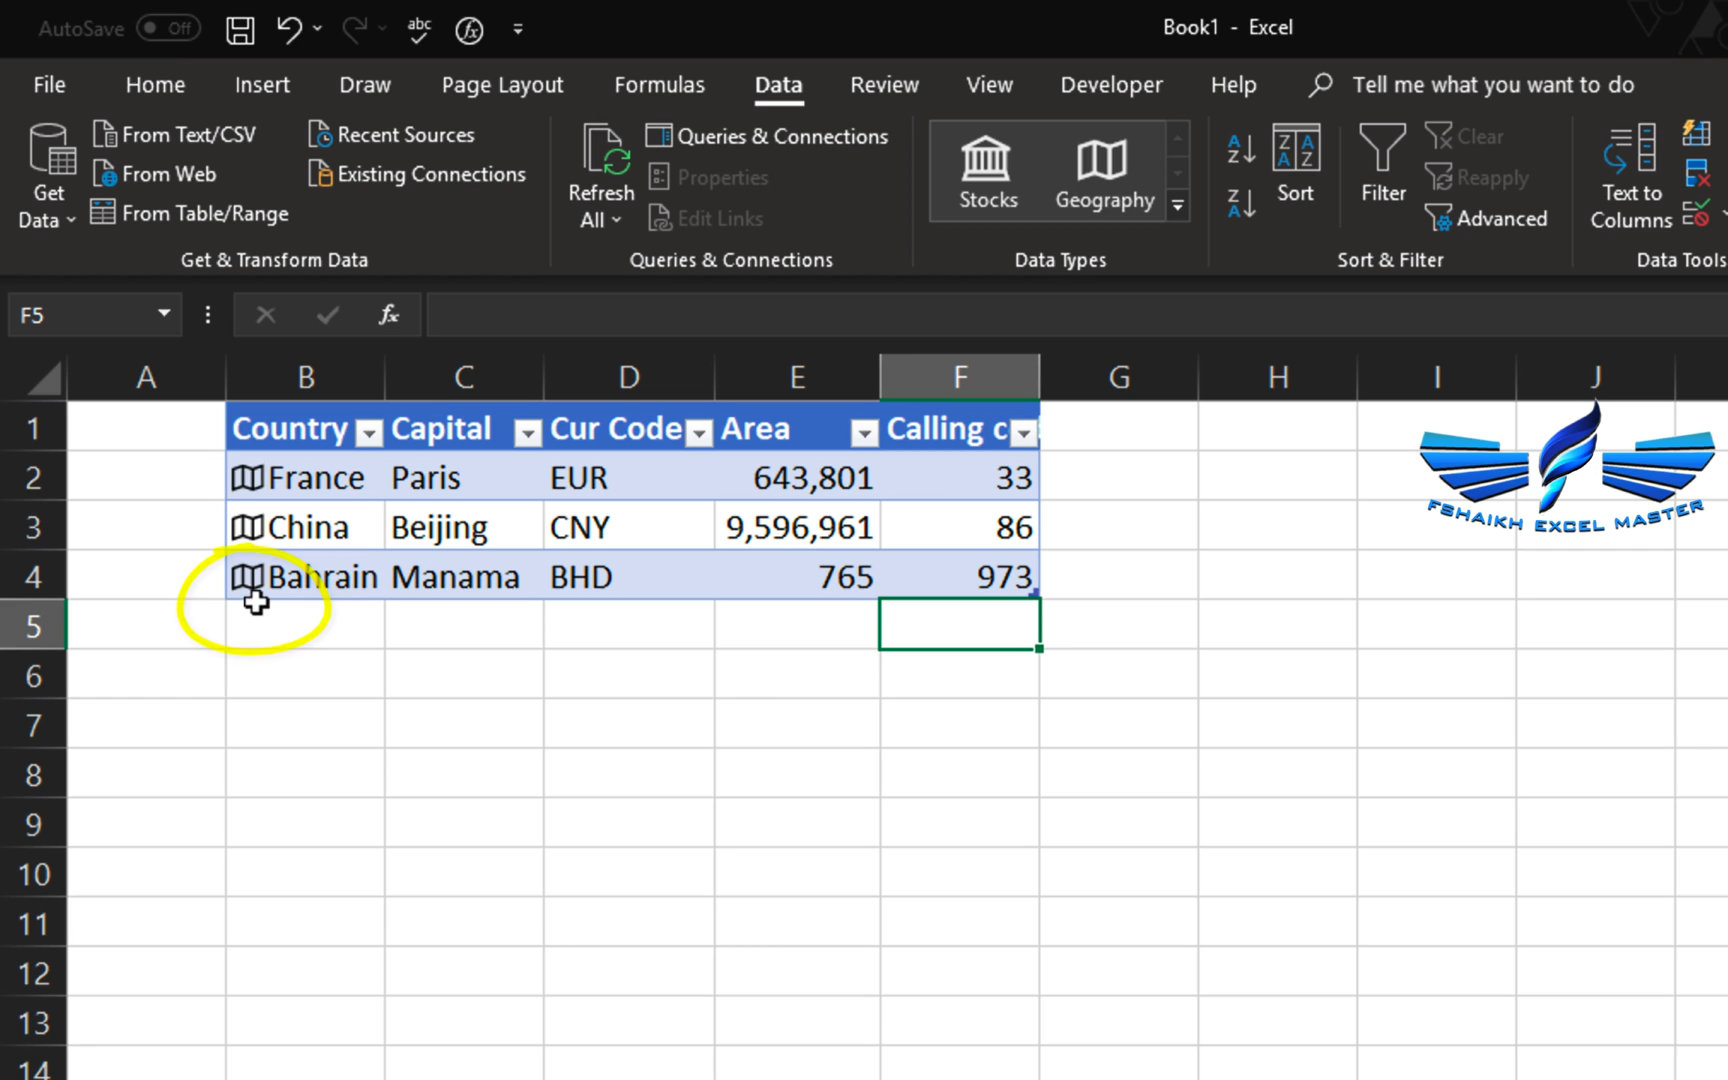 AutoSave Off abc Book1 - Excel
File Home Insert Draw Page Layout Formulas Data Review View Developer Help Tell me what you want to do
Get Data
From Text/CSV
From Web
From Table/Range
Recent Sources
Existing Connections
Get & Transform Data
Refresh All
Queries & Connections
Properties
Edit Links
Queries & Connections
Stocks Geography
Data Types
Sort
Filter
Clear
Reapply
Advanced
Sort & Filter
Text to Columns
Data Tools
F5 fx
A B C D E F G H I J
1 Country Capital Cur Code Area Calling c
2 France Paris EUR 643,801 33
3 China Beijing CNY 9,596,961 86
4 Bahrain Manama BHD 765 973
5
6
7
8
9
10
11
12
13
14
FSHAIKH EXCEL MASTER